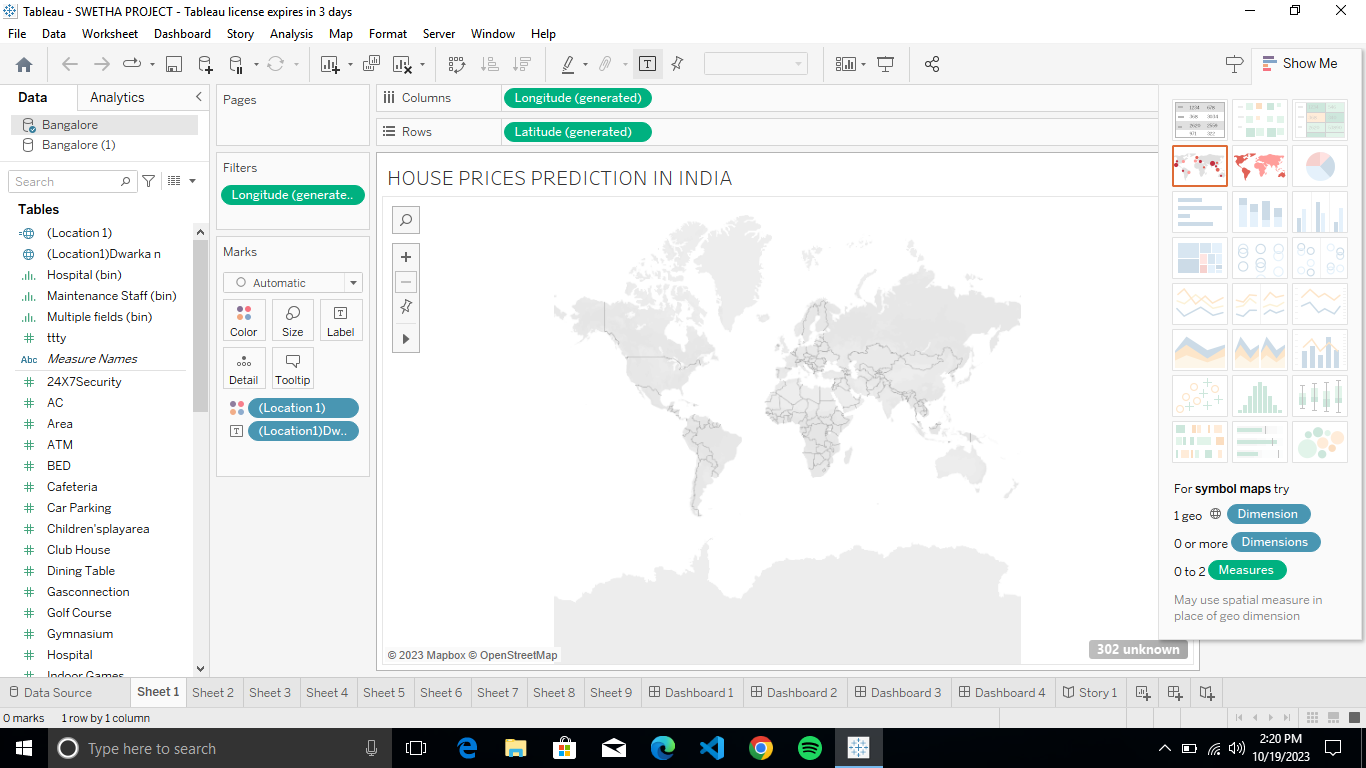 Tableau - SWETHA PROJECT - Tableau license expires in 3 days
File Data Worksheet Dashboard Story Analysis Map Format Server Window Help
Show Me
Data Analytics
Bangalore
Bangalore (1)
Search
Tables
(Location 1)
(Location1)Dwarka n
Hospital (bin)
Maintenance Staff (bin)
Multiple fields (bin)
ttty
Abc Measure Names
24X7Security
AC
Area
ATM
BED
Cafeteria
Car Parking
Children'splayarea
Club House
Dining Table
Gasconnection
Golf Course
Gymnasium
Hospital
Indoor Games
Pages
Filters
Longitude (generate..
Marks
Automatic
Color Size Label
Detail Tooltip
(Location 1)
(Location1)Dw..
Columns Longitude (generated)
Rows Latitude (generated)
HOUSE PRICES PREDICTION IN INDIA
© 2023 Mapbox © OpenStreetMap
302 unknown
For symbol maps try
1 geo Dimension
0 or more Dimensions
0 to 2 Measures
May use spatial measure in
place of geo dimension
Data Source Sheet 1 Sheet 2 Sheet 3 Sheet 4 Sheet 5 Sheet 6 Sheet 7 Sheet 8 Sheet 9 Dashboard 1 Dashboard 2 Dashboard 3 Dashboard 4 Story 1
0 marks 1 row by 1 column
Type here to search
2:20 PM
10/19/2023